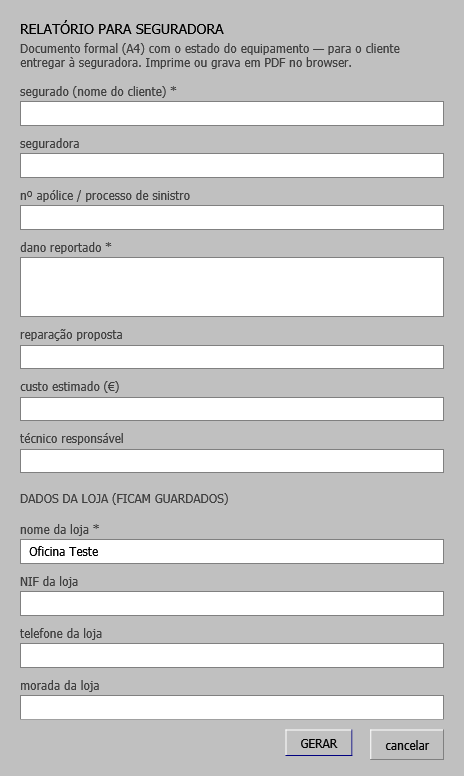 RELATÓRIO PARA SEGURADORA
Documento formal (A4) com o estado do equipamento — para o cliente
entregar à seguradora. Imprime ou grava em PDF no browser.
segurado (nome do cliente) *
seguradora
nº apólice / processo de sinistro
dano reportado *
reparação proposta
custo estimado (€)
técnico responsável
DADOS DA LOJA (FICAM GUARDADOS)
nome da loja *
Oficina Teste
NIF da loja
telefone da loja
morada da loja
GERAR
cancelar